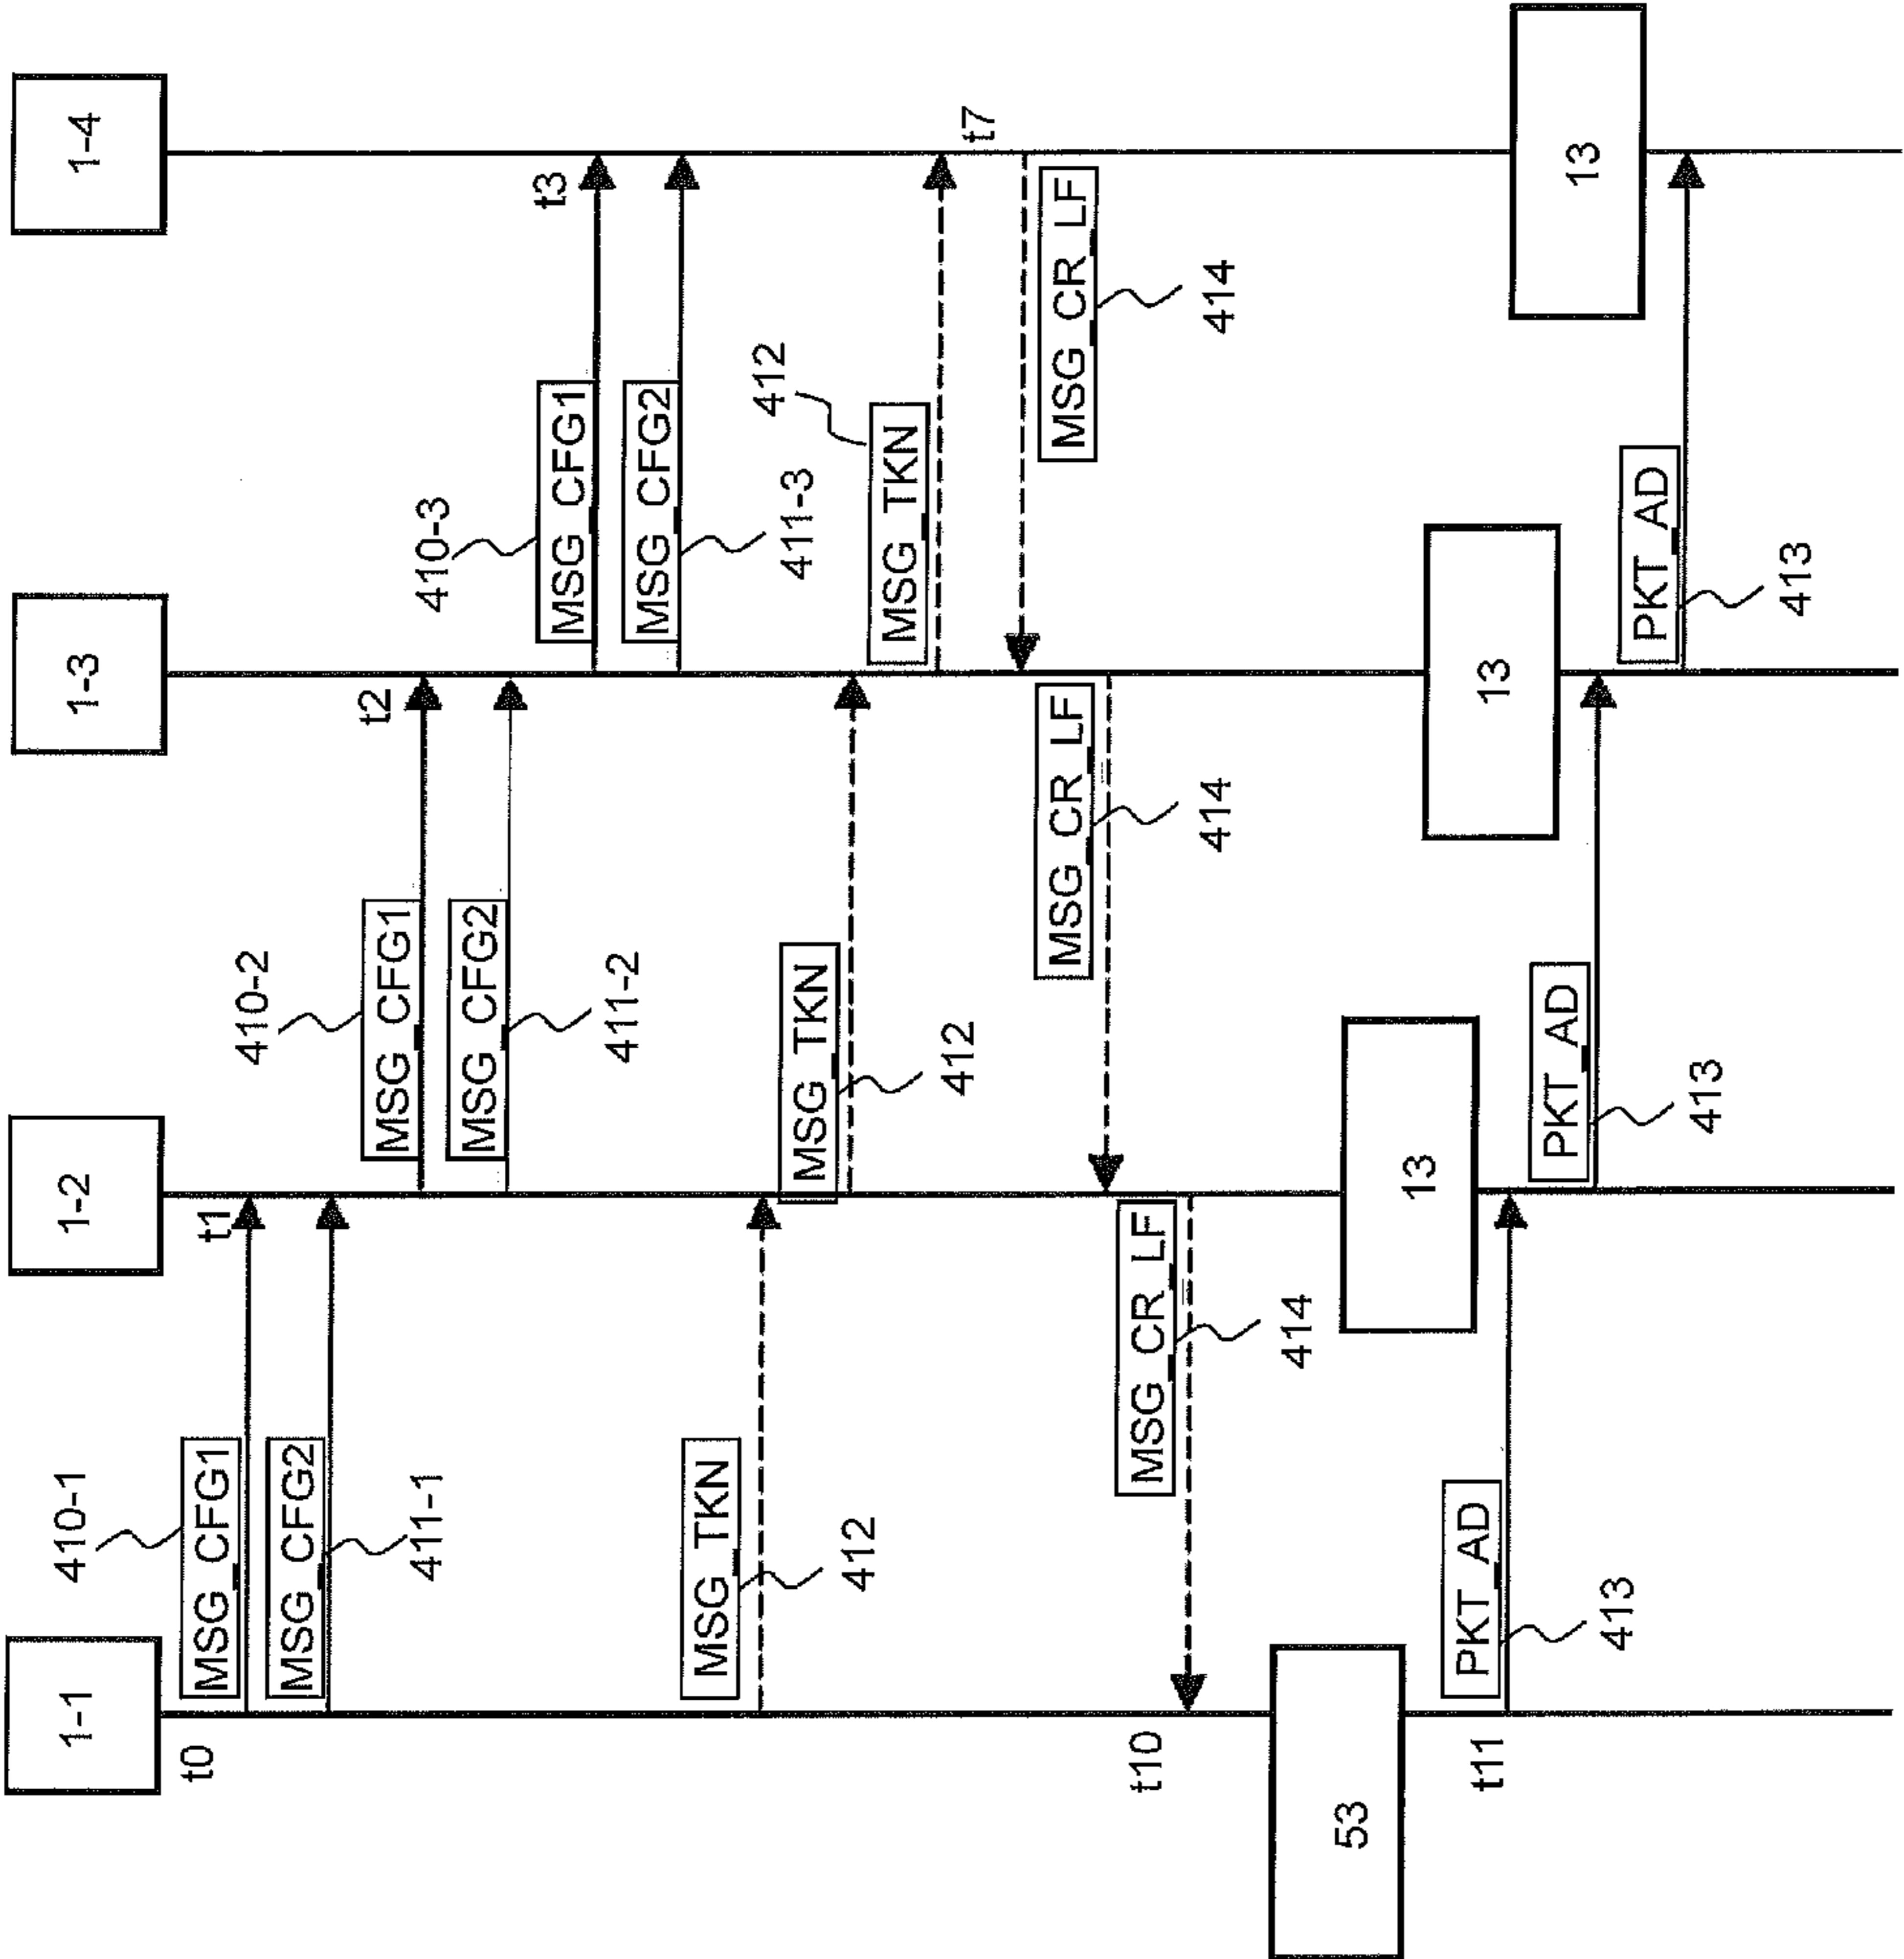 1-1
1-2
1-3
1-4
t0
410-1
MSG_CFG1
t1
MSG_CFG2
411-1
410-2
MSG_CFG1
t2
MSG_CFG2
411-2
410-3
MSG_CFG1
t3
MSG_CFG2
411-3
MSG_TKN
412
MSG_TKN
412
MSG_TKN
412
t7
MSG_CR_LF
414
MSG_CR_LF
414
MSG_CR_LF
414
t10
53
13
13
13
t11
PKT_AD
413
PKT_AD
413
PKT_AD
413